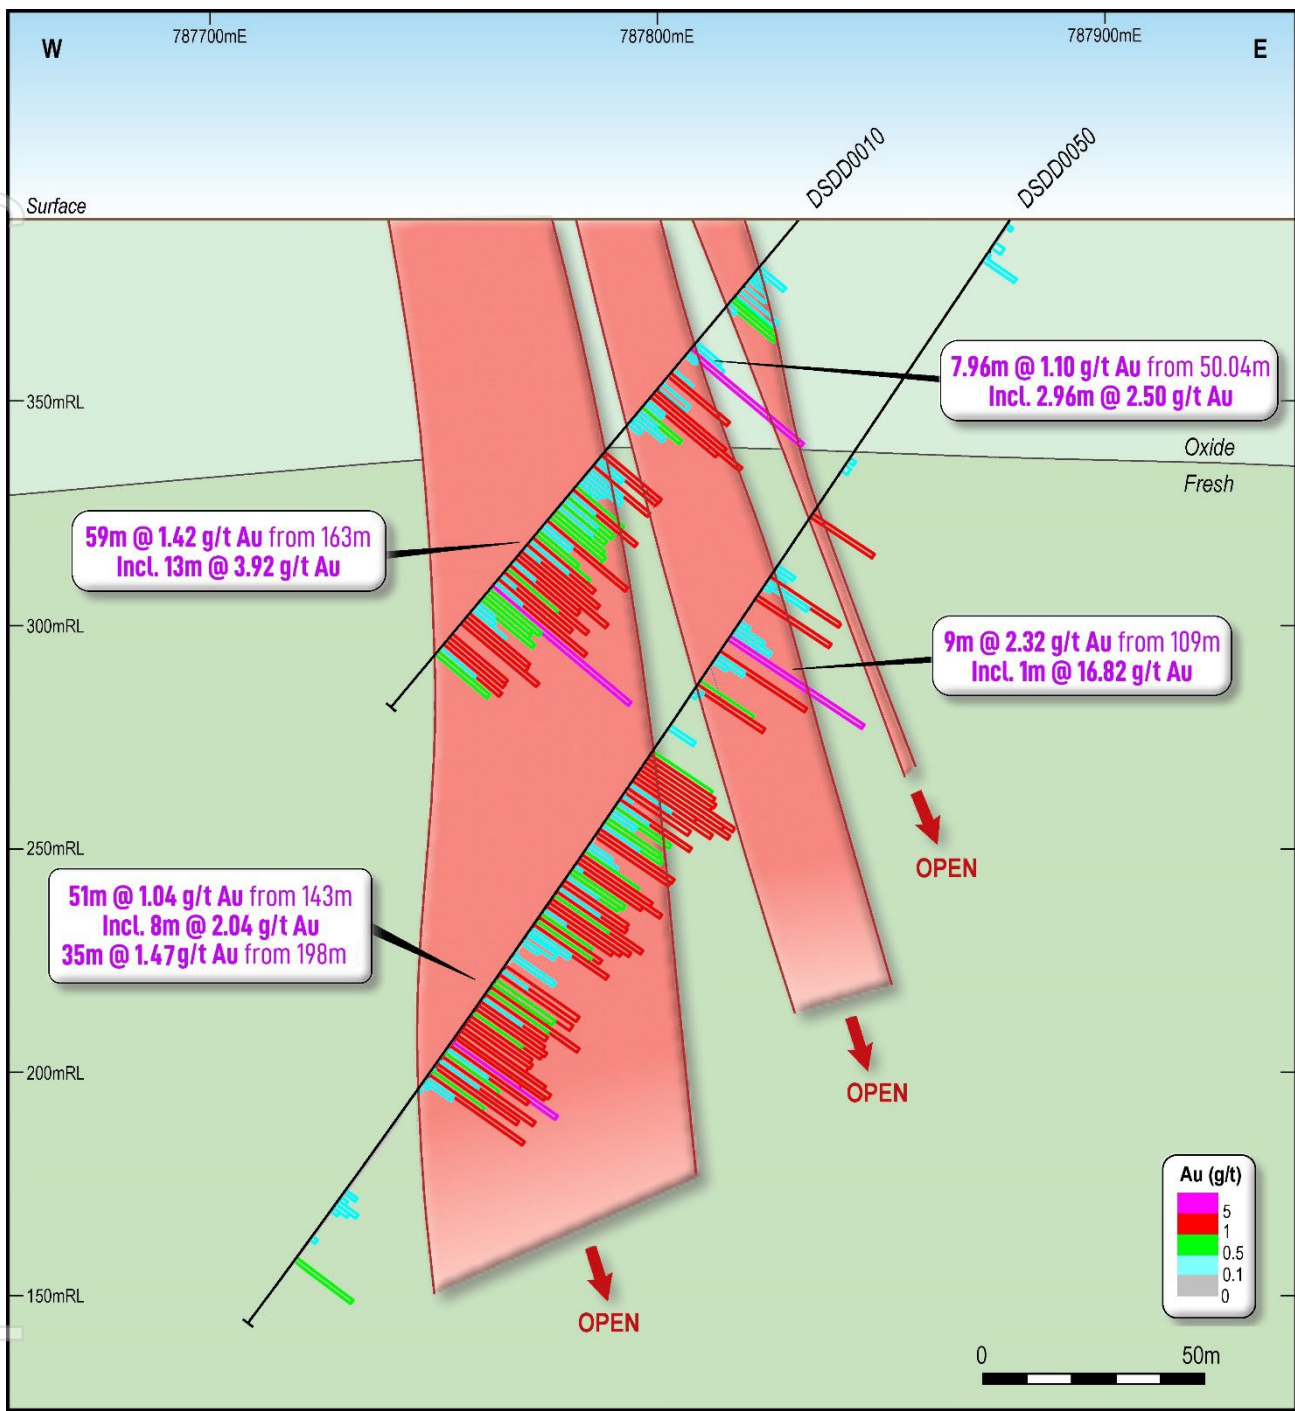 787700mE
787800mE
787900mE
W
E
DSDD0010
DSDD0050
Surface
7.96m @ 1.10 g/t Au from 50.04m
Incl. 2.96m @ 2.50 g/t Au
350mRL
Oxide
Fresh
59m @ 1.42 g/t Au from 163m
Incl. 13m @ 3.92 g/t Au
300mRL
9m @ 2.32 g/t Au from 109m
Incl. 1m @ 16.82 g/t Au
250mRL
OPEN
51m @ 1.04 g/t Au from 143m
Incl. 8m @ 2.04 g/t Au
35m @ 1.47g/t Au from 198m
200mRL
OPEN
Au (g/t)
5
1
0.5
0.1
0
150mRL
OPEN
0 50m